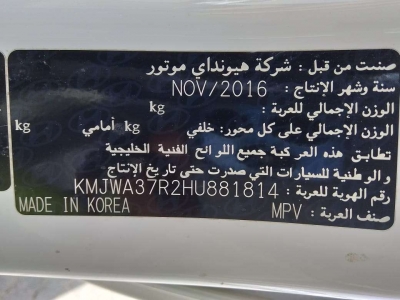 صنعت من قبل : شركة هيونداي موتور
سنة وشهر الإنتاج : NOV/2016
الوزن الإجمالي للعربة : kg
الوزن الإجمالي على كل محور: خلفي kg أمامي kg
تطابق هذه العركبة جميع اللوائح الفنية الخليجية
و الوطنية للسيارات التي صدرت حتى تاريخ الإنتاج
رقم الهوية للعربة : KMJWA37R2HU881814
صنف العربة : MPV MADE IN KOREA